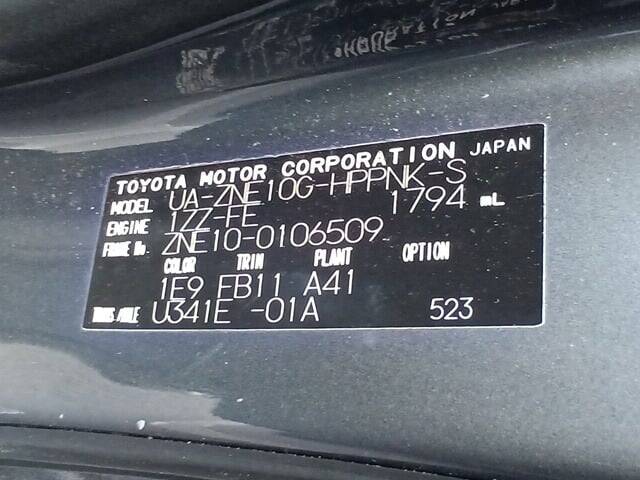 TOYOTA MOTOR CORPORATION JAPAN
MODEL UA-ZNE10G-HPPNK-S
ENGINE 1ZZ-FE 1794 mL
FRAME No. ZNE10-0106509
COLOR TRIM PLANT OPTION
1E9 FB11 A41
TRANS/AXLE U341E -01A 523